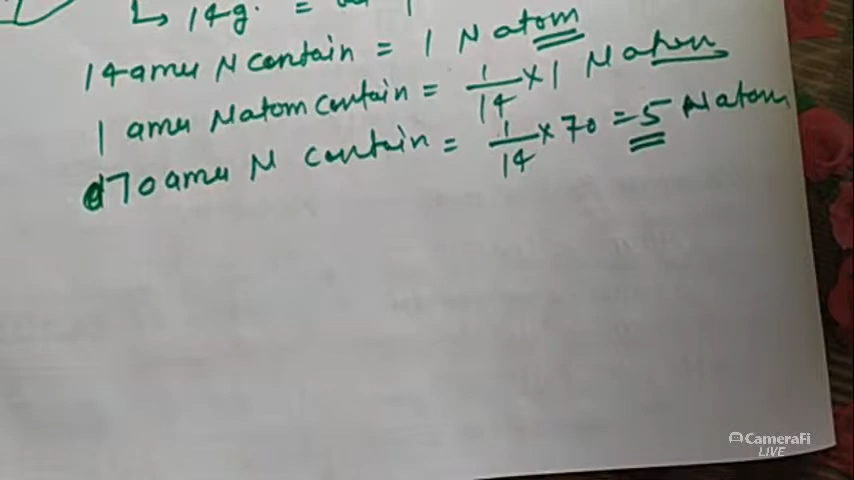 ↳ 14g. =
14 amu N contain = 1 N atom
1 amu N atom contain = 1/14 × 1 N atom
70 amu N contain = 1/14 × 70 = 5 N atom
CameraFi
LIVE